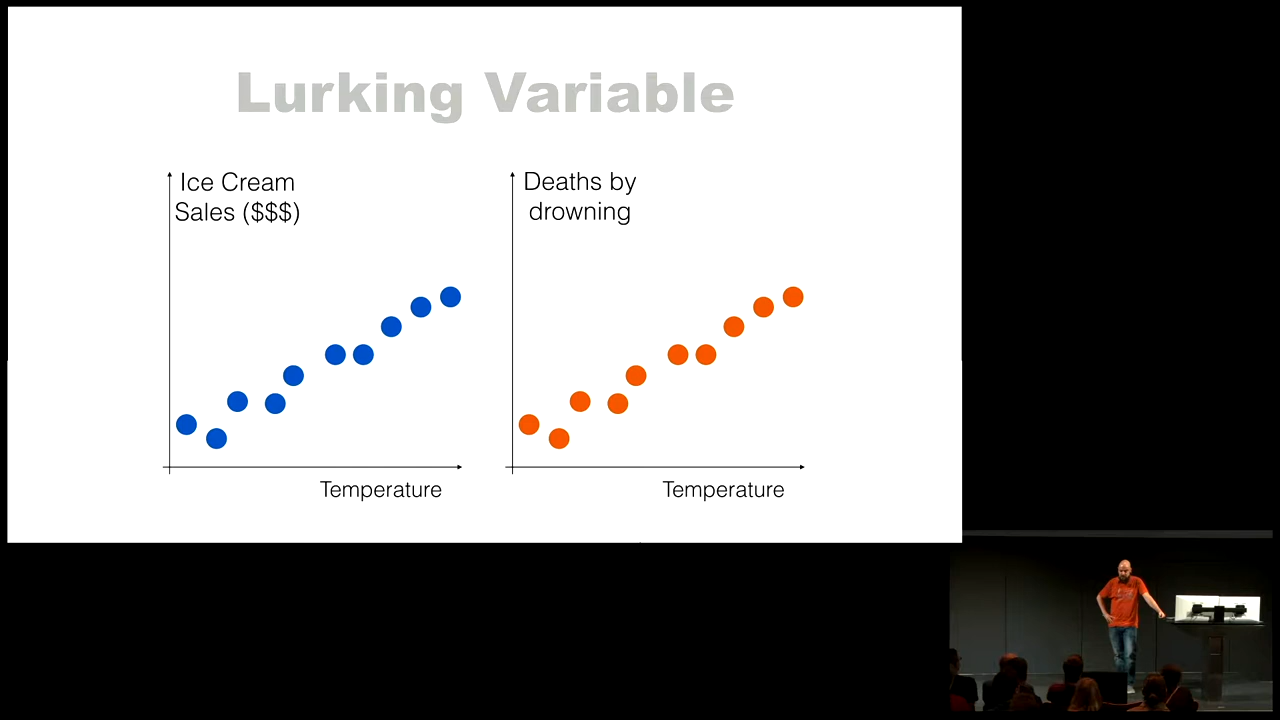 Lurking Variable
Ice Cream
Sales ($$$)
Temperature
Deaths by
drowning
Temperature